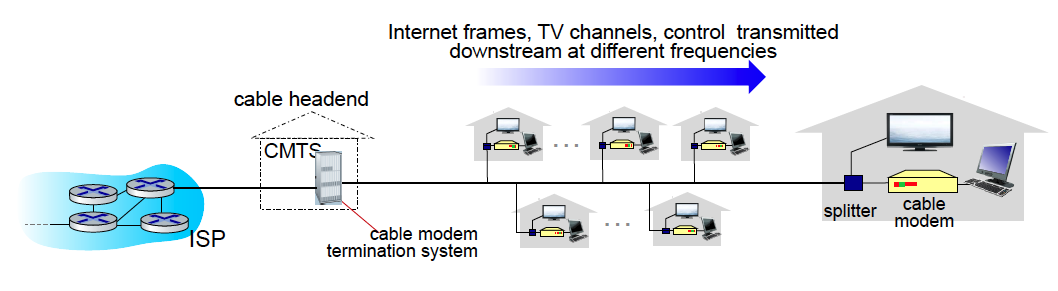 Internet frames, TV channels, control transmitted
downstream at different frequencies
cable headend
CMTS
ISP
cable modem
termination system
splitter
cable
modem